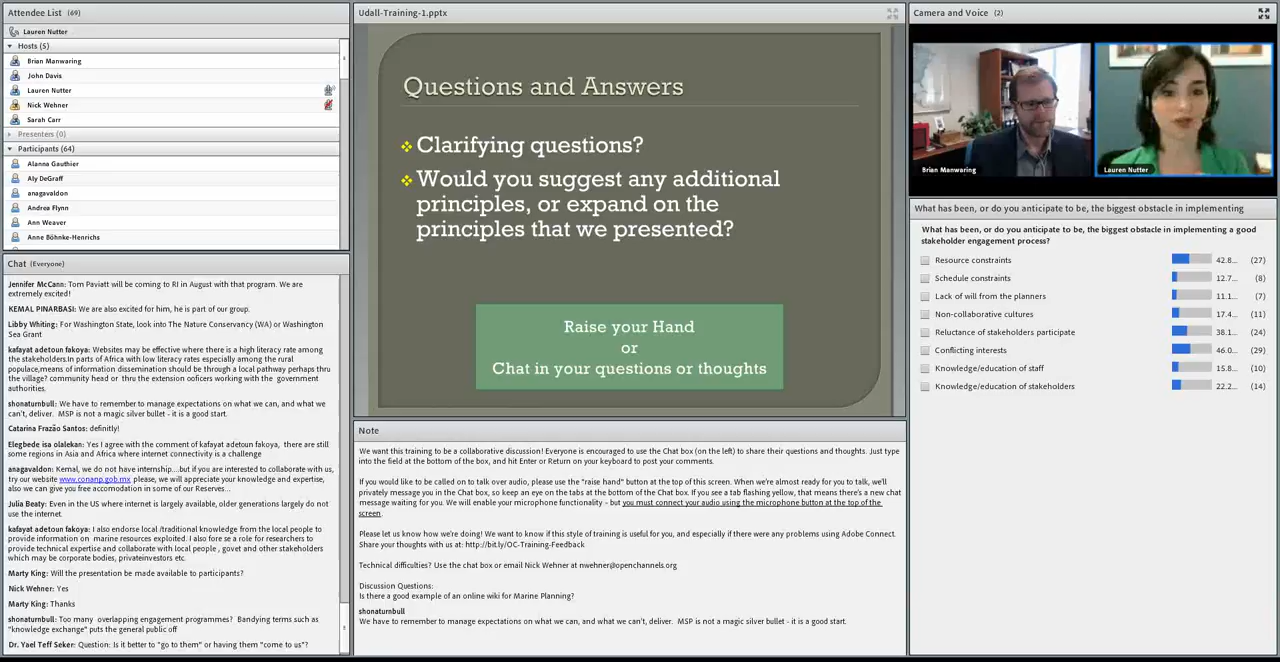 Attendee List (69)
Lauren Nutter
Hosts (5)
Brian Manwaring
John Davis
Lauren Nutter
Nick Wehner
Sarah Carr
Presenters (0)
Participants (64)
Alanna Gauthier
Aly DeGraff
anagavaldon
Andrea Flynn
Ann Weaver
Anne Böhnke-Henrichs
Chat (Everyone)
Jennifer McCann: Tom Paviatt will be coming to RI in August with that program. We are
extremely excited!
KEMAL PINARBASI: We are also excited for him, he is part of our group.
Libby Whiting: For Washington State, look into The Nature Conservancy (WA) or Washington
Sea Grant
kafayat adetoun fakoya: Websites may be effective where there is a high literacy rate among
the stakeholders.In parts of Africa with low literacy rates especially among the rural
populace,means of information dissemination should be through a local pathway perhaps thru
the village? community head or thru the extension ooficers working with the government
authorities.
shonaturnbull: We have to remember to manage expectations on what we can, and what we
can't, deliver. MSP is not a magic silver bullet - it is a good start.
Catarina Frazão Santos: definitly!
Elegbede isa olalekan: Yes I agree with the comment of kafayat adetoun fakoya, there are still
some regions in Asia and Africa where internet connectivity is a challenge
anagavaldon: Kemal, we do not have internship....but if you are interested to collaborate with us,
try our website www.conanp.gob.mx please, we will appreciate your knowledge and expertise,
also we can give you free accomodation in some of our Reserves...
Julia Beaty: Even in the US where internet is largely available, older generations largely do not
use the internet.
kafayat adetoun fakoya: I also endorse local /traditional knowledge from the local people to
provide information on marine resources exploited. I also fore se a role for researchers to
provide technical expertise and collaborate with local people , govet and other stakeholders
which may be corporate bodies, privateinvestors etc.
Marty King: Will the presentation be made available to participants?
Nick Wehner: Yes
Marty King: Thanks
shonaturnbull: Too many overlapping engagement programmes? Bandying terms such as
"knowledge exchange" puts the general public off
Dr. Yael Teff Seker: Question: Is it better to "go to them" or having them "come to us"?
Udall-Training-1.pptx
Questions and Answers
Clarifying questions?
Would you suggest any additional
principles, or expand on the
principles that we presented?
Raise your Hand
or
Chat in your questions or thoughts
Note
We want this training to be a collaborative discussion! Everyone is encouraged to use the Chat box (on the left) to share their questions and thoughts. Just type
into the field at the bottom of the box, and hit Enter or Return on your keyboard to post your comments.
If you would like to be called on to talk over audio, please use the "raise hand" button at the top of this screen. When we're almost ready for you to talk, we'll
privately message you in the Chat box, so keep an eye on the tabs at the bottom of the Chat box. If you see a tab flashing yellow, that means there's a new chat
message waiting for you. We will enable your microphone functionality - but you must connect your audio using the microphone button at the top of the
screen.
Please let us know how we're doing! We want to know if this style of training is useful for you, and especially if there were any problems using Adobe Connect.
Share your thoughts with us at: http://bit.ly/OC-Training-Feedback
Technical difficulties? Use the chat box or email Nick Wehner at nwehner@openchannels.org
Discussion Questions:
Is there a good example of an online wiki for Marine Planning?
shonaturnbull
We have to remember to manage expectations on what we can, and what we can't, deliver. MSP is not a magic silver bullet - it is a good start.
Camera and Voice (2)
Brian Manwaring
Lauren Nutter
What has been, or do you anticipate to be, the biggest obstacle in implementing
What has been, or do you anticipate to be, the biggest obstacle in implementing a good
stakeholder engagement process?
Resource constraints 42.8... (27)
Schedule constraints 12.7... (8)
Lack of will from the planners 11.1... (7)
Non-collaborative cultures 17.4... (11)
Reluctance of stakeholders participate 38.1... (24)
Conflicting interests 46.0... (29)
Knowledge/education of staff 15.8... (10)
Knowledge/education of stakeholders 22.2... (14)